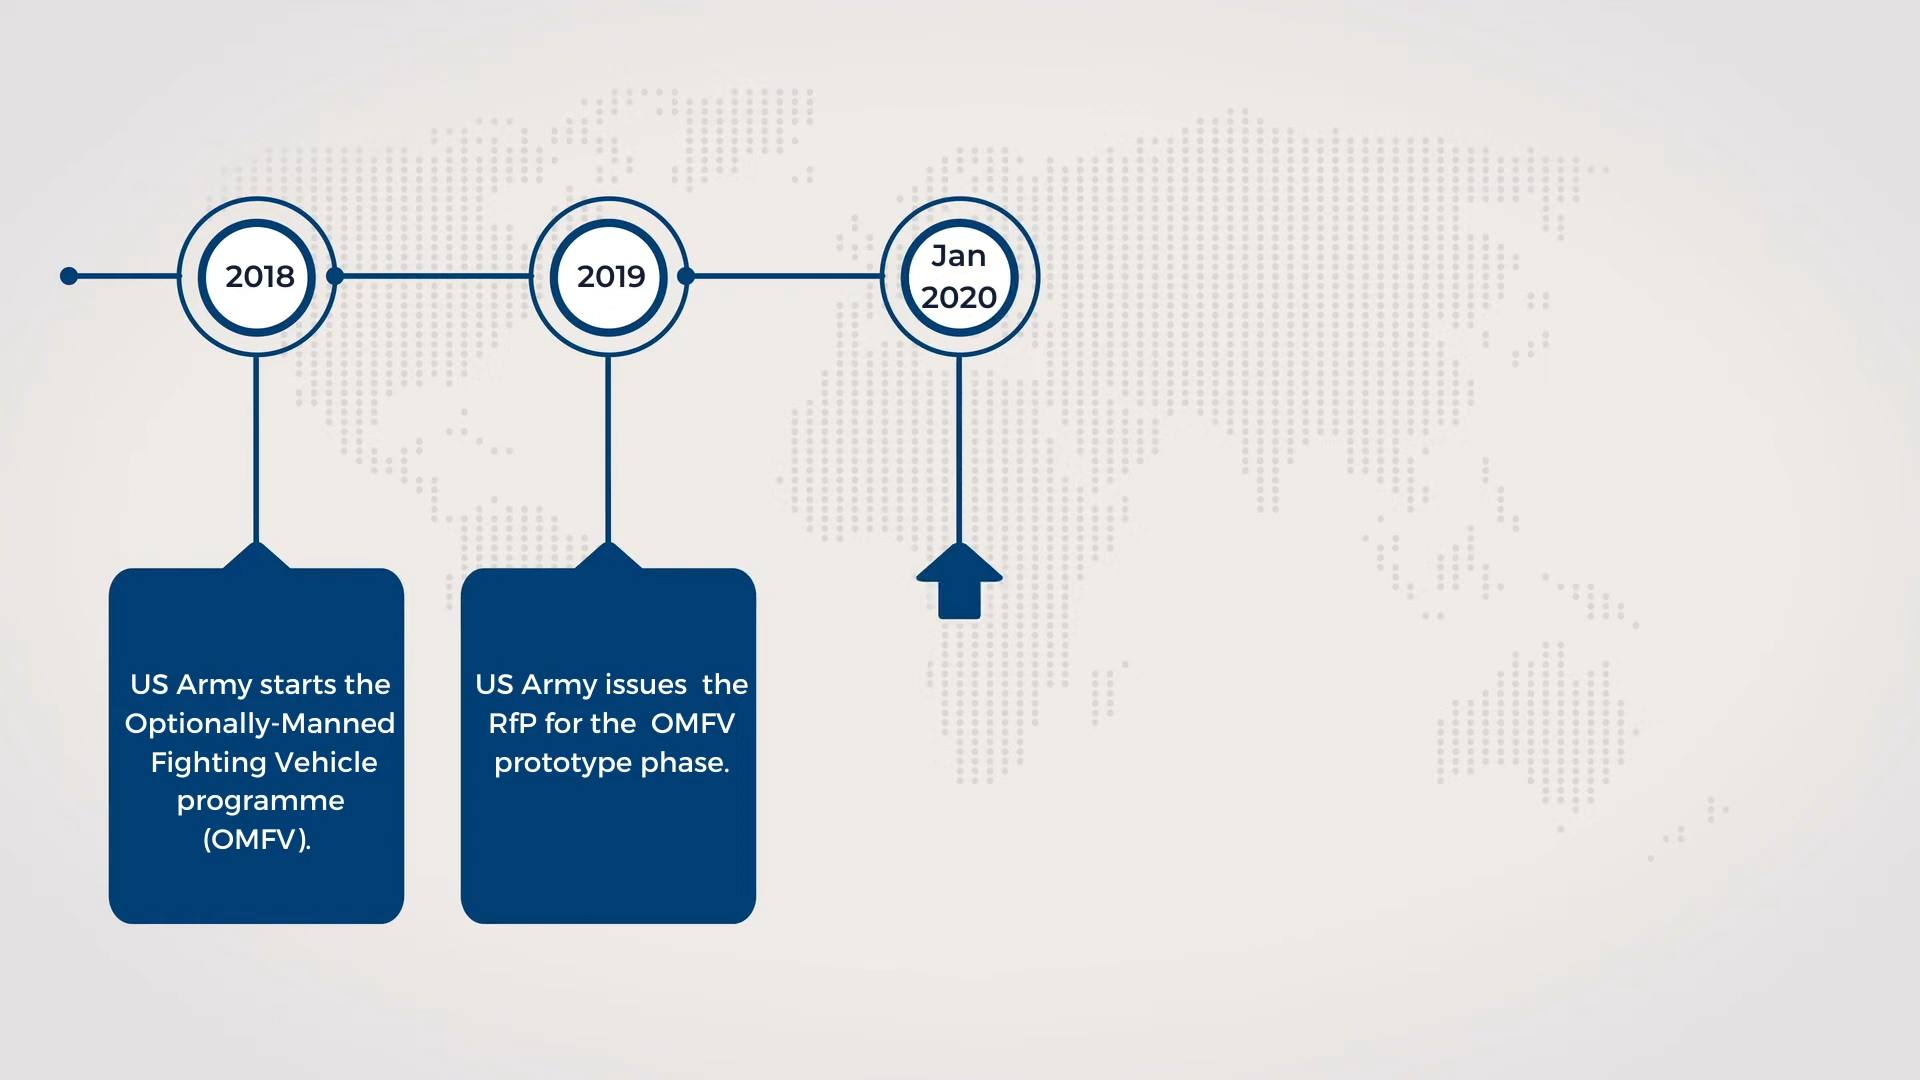 2018
2019
Jan
2020
US Army starts the
Optionally-Manned
Fighting Vehicle
programme
(OMFV).
US Army issues  the
RfP for the  OMFV
prototype phase.